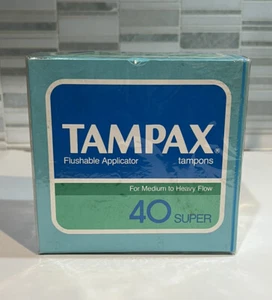 TAMPAX
Flushable Applicator tampons
For Medium to Heavy Flow
40 SUPER